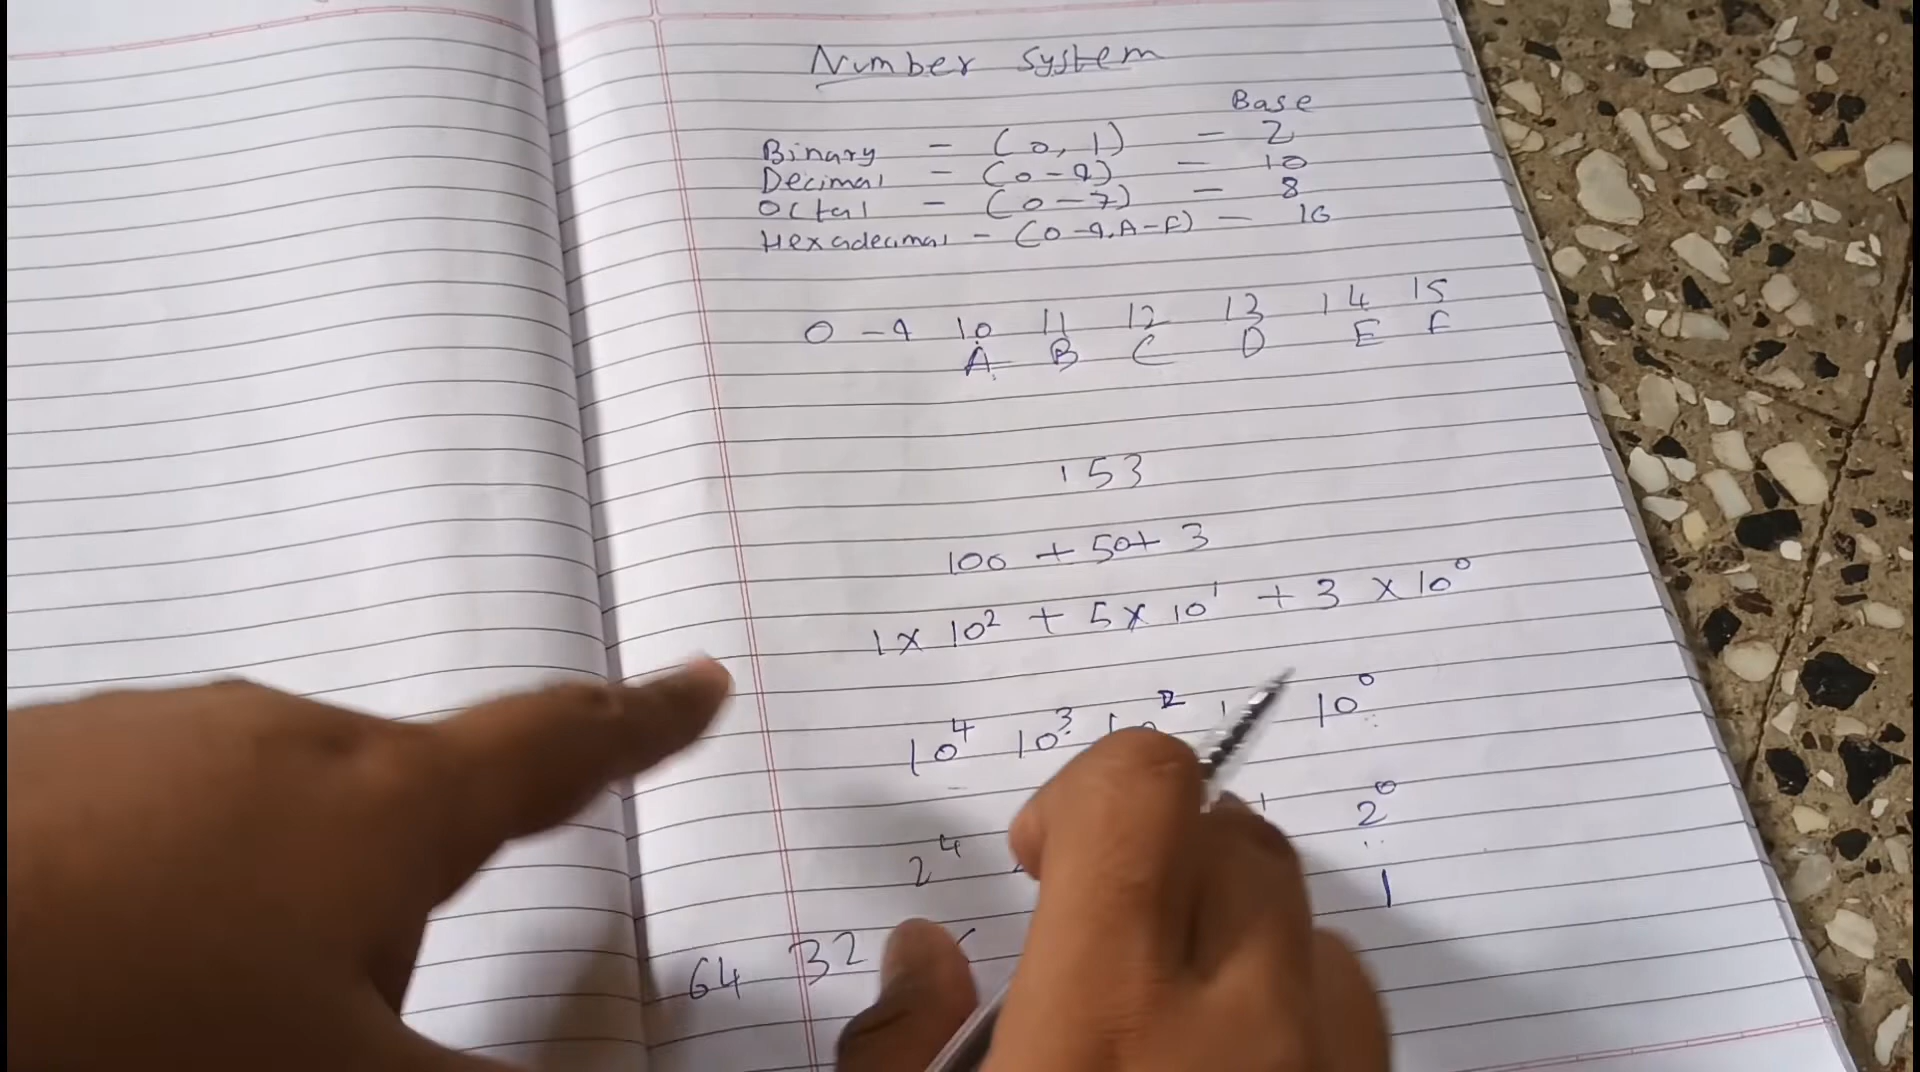 Number System
Base
Binary - (0, 1) - 2
Decimal - (0-9) - 10
Octal - (0-7) - 8
Hexadecimal - (0-9,A-F) - 16
0 - 9 10 11 12 13 14 15
A B C D E F
153
100 + 50 + 3
1 x 10² + 5 x 10¹ + 3 x 10⁰
10⁴ 10³ 10² 10⁰
2⁴ 2⁰
64 32 1